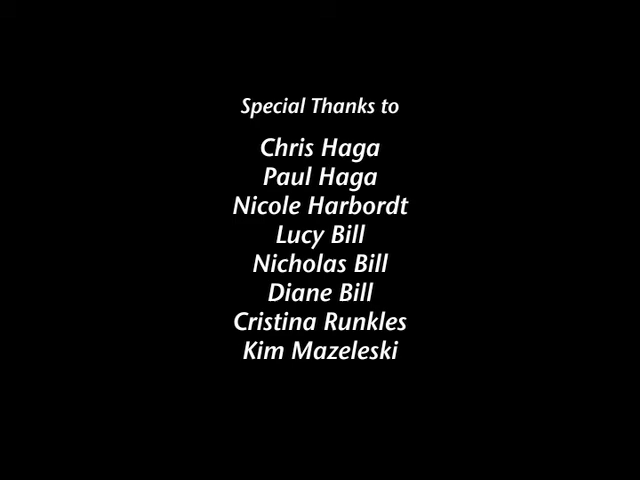 Special Thanks to
Chris Haga
Paul Haga
Nicole Harbordt
Lucy Bill
Nicholas Bill
Diane Bill
Cristina Runkles
Kim Mazeleski